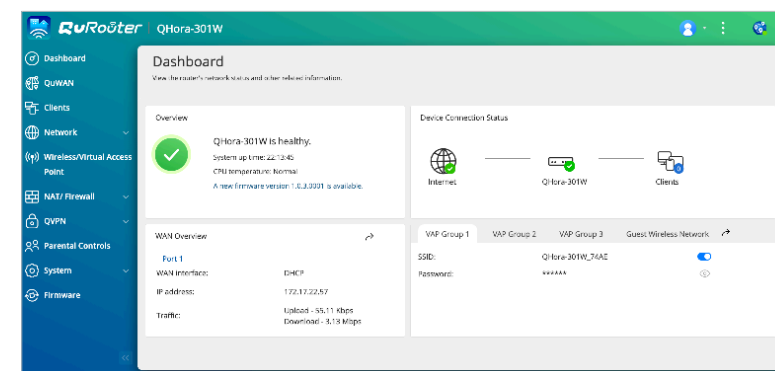 QuRouter QHora-301W
Dashboard
QuWAN
Clients
Network
Wireless/Virtual Access
Point
NAT/ Firewall
QVPN
Parental Controls
System
Firmware
Dashboard
View the router's network status and other related information.
Overview
QHora-301W is healthy.
System up time: 22:13:45
CPU temperature: Normal
A new firmware version 1.0.3.0001 is available.
Device Connection Status
Internet
QHora-301W
Clients
WAN Overview
Port 1
WAN interface: DHCP
IP address: 172.17.22.57
Traffic: Upload - 55.11 Kbps
Download - 3.13 Mbps
VAP Group 1 VAP Group 2 VAP Group 3 Guest Wireless Network
SSID: QHora-301W_74AE
Password: ******